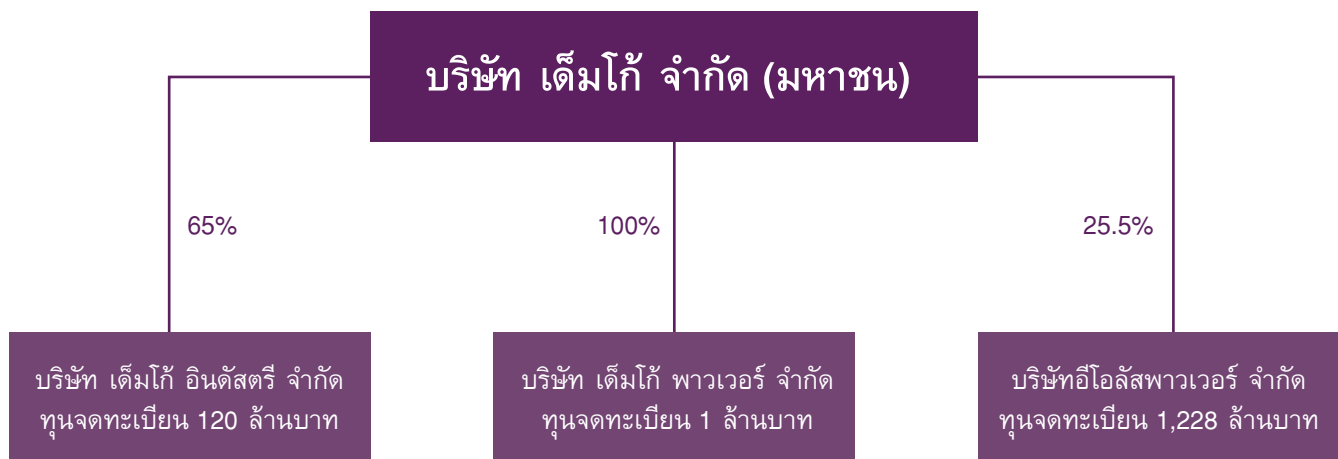 บริษัท เด็มโก้ จำกัด (มหาชน)
65%
100%
25.5%
บริษัท เด็มโก้ อินดัสตรี จำกัด
ทุนจดทะเบียน 120 ล้านบาท
บริษัท เด็มโก้ พาวเวอร์ จำกัด
ทุนจดทะเบียน 1 ล้านบาท
บริษัทอีโอลัสพาวเวอร์ จำกัด
ทุนจดทะเบียน 1,228 ล้านบาท